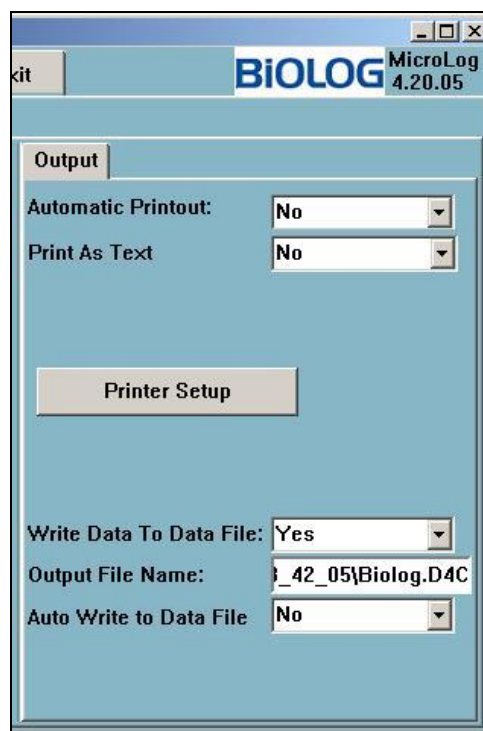 xit
BiOLOG
MicroLog
4.20.05
Output
Automatic Printout: No
Print As Text No
Printer Setup
Write Data To Data File: Yes
Output File Name: _42_05\Biolog.D4C
Auto Write to Data File No